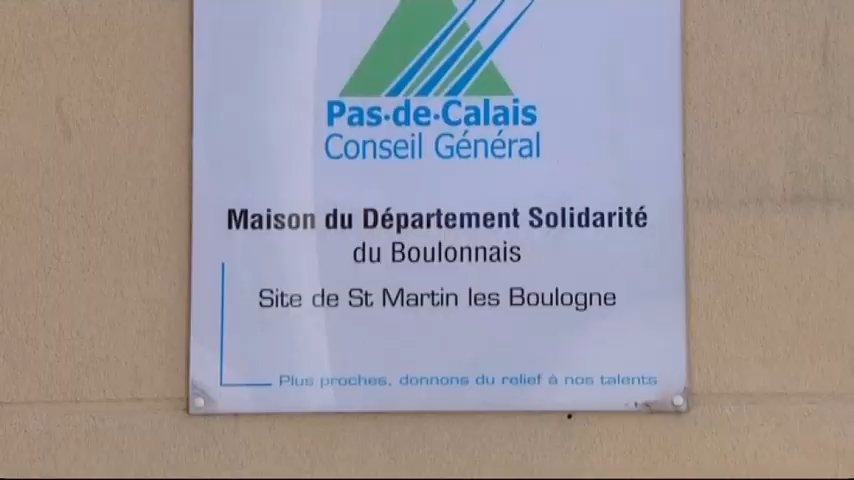 Pas-de-Calais
Conseil Général
Maison du Département Solidarité
du Boulonnais
Site de St Martin les Boulogne
Plus proches, donnons du relief à nos talents